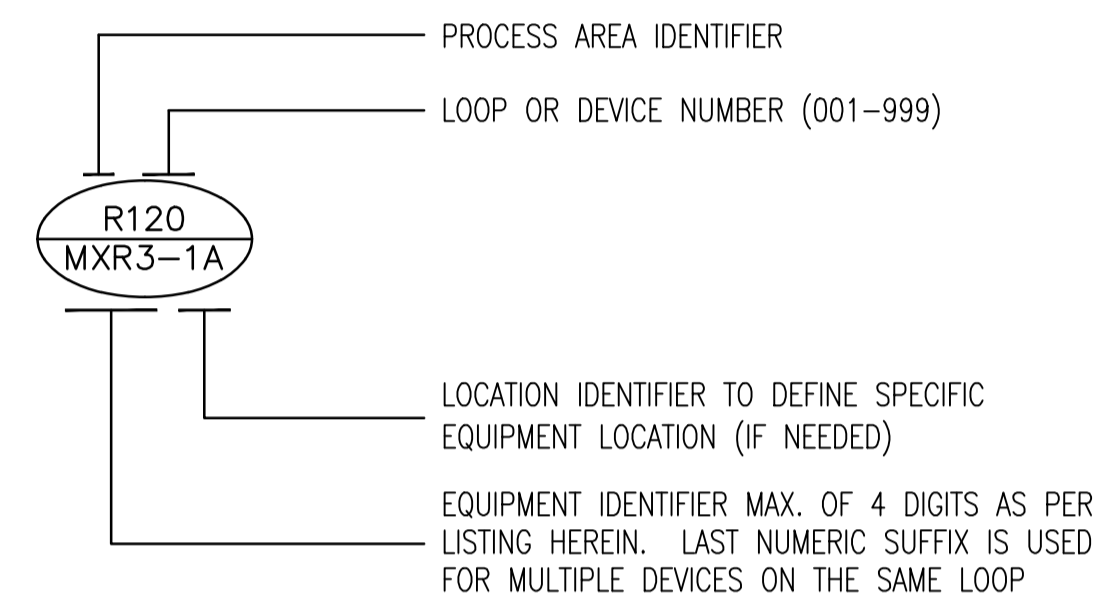 PROCESS AREA IDENTIFIER
LOOP OR DEVICE NUMBER (001-999)
R120
MXR3-1A
LOCATION IDENTIFIER TO DEFINE SPECIFIC
EQUIPMENT LOCATION (IF NEEDED)
EQUIPMENT IDENTIFIER MAX. OF 4 DIGITS AS PER
LISTING HEREIN. LAST NUMERIC SUFFIX IS USED
FOR MULTIPLE DEVICES ON THE SAME LOOP